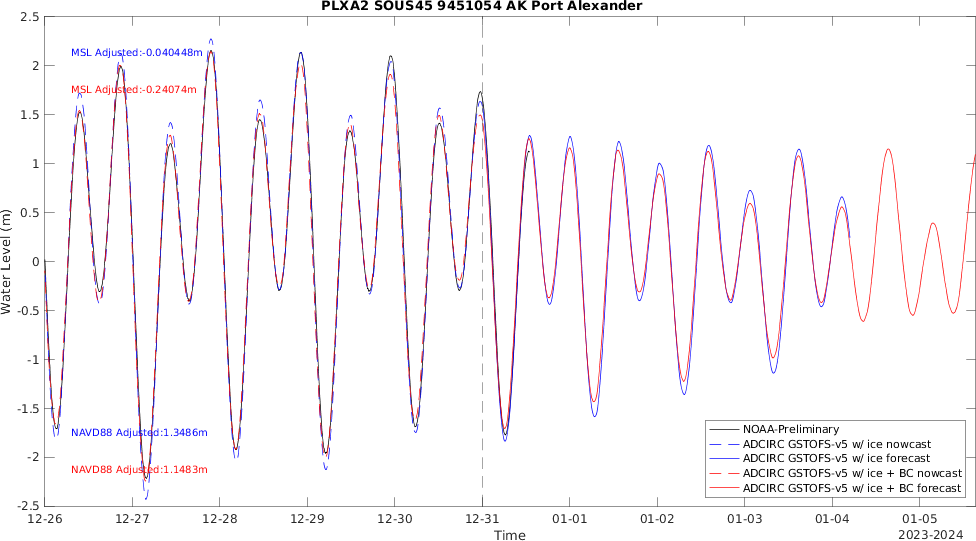 PLXA2 SOUS45 9451054 AK Port Alexander
2.5
2
1.5
1
0.5
0
-0.5
-1
-1.5
-2
-2.5
Water Level (m)
MSL Adjusted:-0.040448m
MSL Adjusted:-0.24074m
NAVD88 Adjusted:1.3486m
NAVD88 Adjusted:1.1483m
NOAA-Preliminary
ADCIRC GSTOFS-v5 w/ ice nowcast
ADCIRC GSTOFS-v5 w/ ice forecast
ADCIRC GSTOFS-v5 w/ ice + BC nowcast
ADCIRC GSTOFS-v5 w/ ice + BC forecast
12-26 12-27 12-28 12-29 12-30 12-31 01-01 01-02 01-03 01-04 01-05
Time
2023-2024